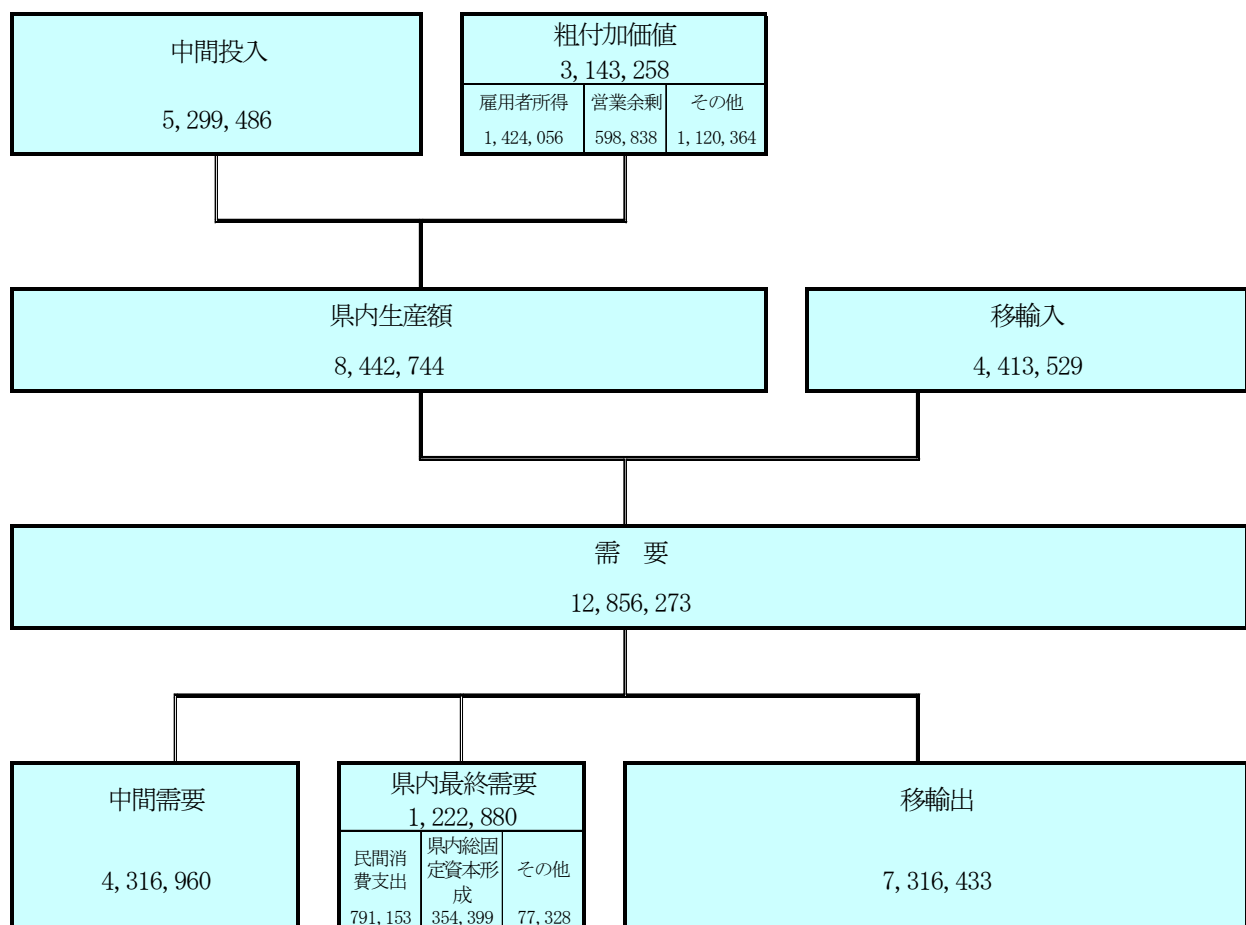 中間投入
5,299,486
粗付加価値
3,143,258
雇用者所得 営業余剰 その他
1,424,056 598,838 1,120,364
県内生産額
8,442,744
移輸入
4,413,529
需　要
12,856,273
中間需要
4,316,960
県内最終需要
1,222,880
民間消
費支出
791,153
県内総固
定資本形
成
354,399
その他
77,328
移輸出
7,316,433